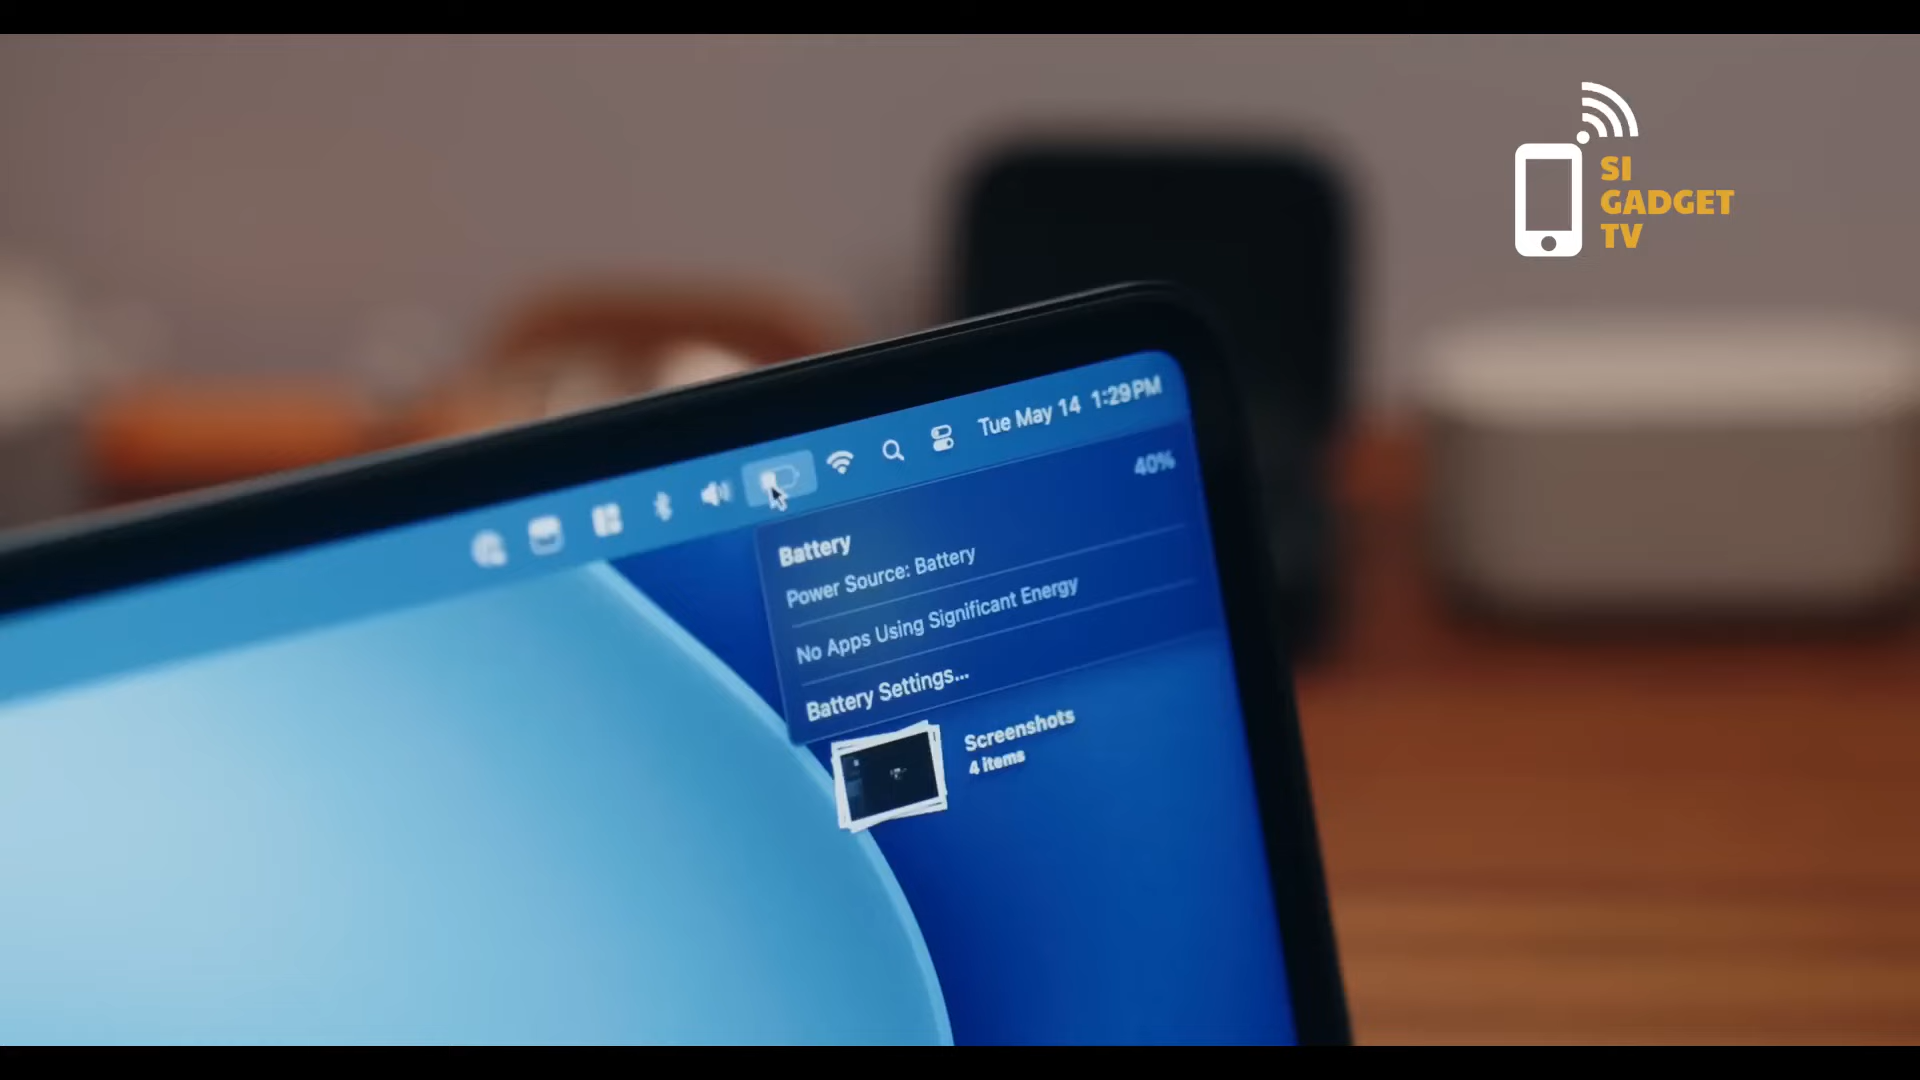 SI
GADGET
TV
Tue May 14 1:29 PM
Battery
40%
Power Source: Battery
No Apps Using Significant Energy
Battery Settings...
Screenshots
4 items